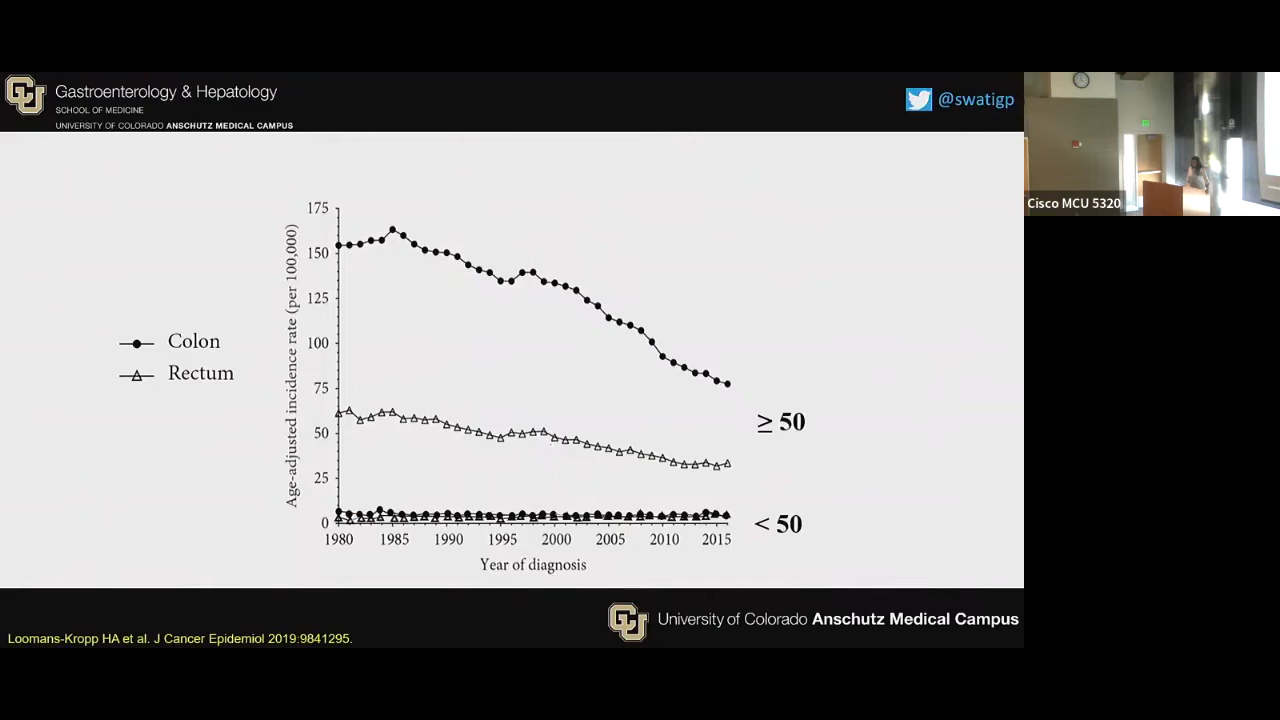 Gastroenterology & Hepatology
SCHOOL OF MEDICINE
UNIVERSITY OF COLORADO ANSCHUTZ MEDICAL CAMPUS
@swatigp
Cisco MCU 5320
Colon
Rectum
Age-adjusted incidence rate (per 100,000)
175
150
125
100
75
50
25
0
1980 1985 1990 1995 2000 2005 2010 2015
Year of diagnosis
≥ 50
< 50
University of Colorado Anschutz Medical Campus
Loomans-Kropp HA et al. J Cancer Epidemiol 2019:9841295.